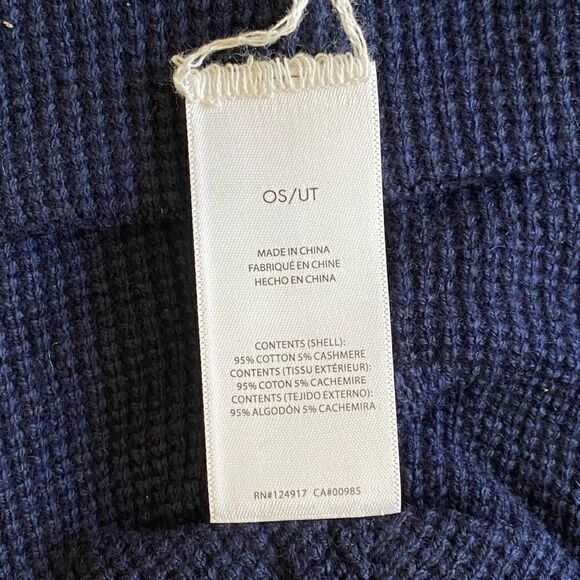 OS/UT
MADE IN CHINA
FABRIQUÉ EN CHINE
HECHO EN CHINA
CONTENTS (SHELL):
95% COTTON 5% CASHMERE
CONTENTS (TISSU EXTÉRIEUR):
95% COTON 5% CACHEMIRE
CONTENTS (TEJIDO EXTERNO):
95% ALGODÓN 5% CACHEMIRA
RN#124917 CA#00985